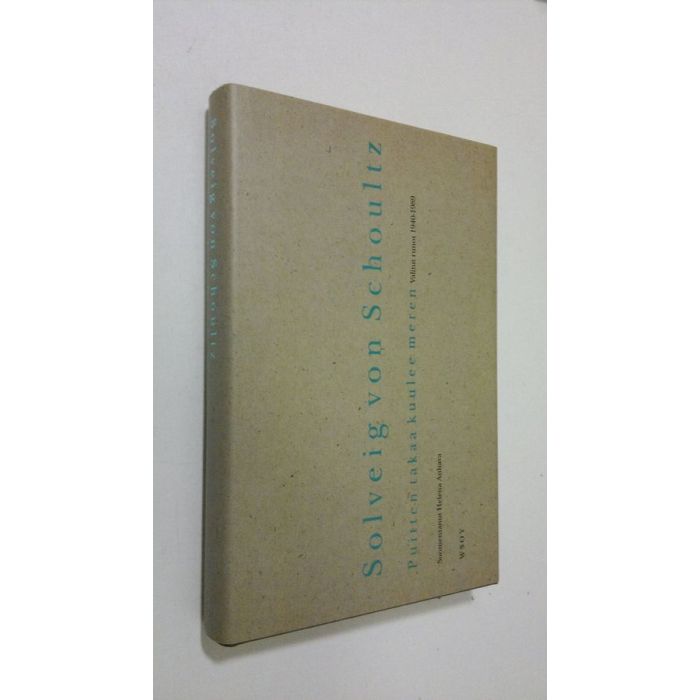 Solveig von Schoultz
Solveig von Schoultz
Puitten takaa kuulee meren
Valitut runot 1940-1989
Suomentanut Helena Anhava
WSOY